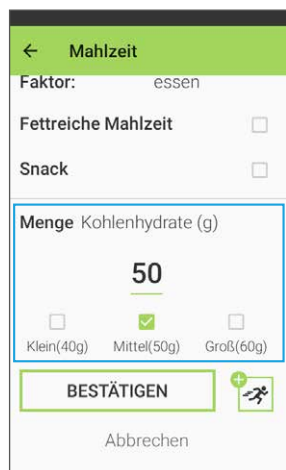 Mahlzeit
Faktor: essen
Fettreiche Mahlzeit
Snack
Menge Kohlenhydrate (g)
50
Klein(40g) Mittel(50g) Groß(60g)
BESTÄTIGEN
Abbrechen